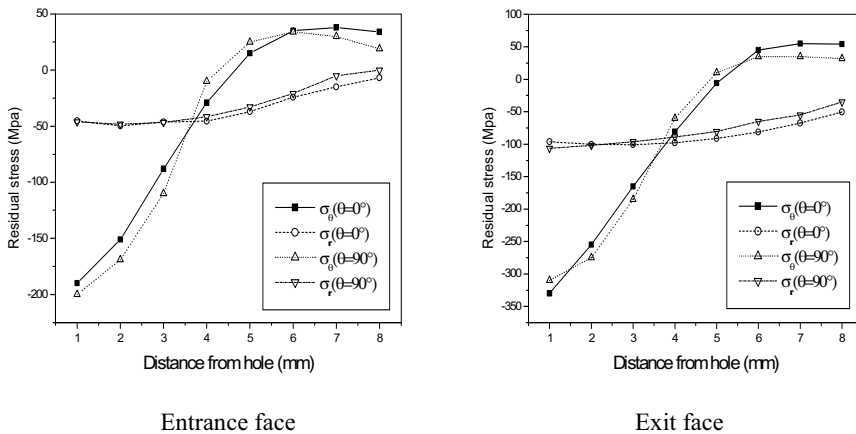 50
0
-50
-100
-150
-200
Residual stress (Mpa)
σθ(θ=0°)
σr(θ=0°)
σθ(θ=90°)
σr(θ=90°)
1 2 3 4 5 6 7 8
Distance from hole (mm)
Entrance face
100
50
0
-50
-100
-150
-200
-250
-300
-350
Residual stress (Mpa)
σθ(θ=0°)
σr(θ=0°)
σθ(θ=90°)
σr(θ=90°)
1 2 3 4 5 6 7 8
Distance from hole (mm)
Exit face